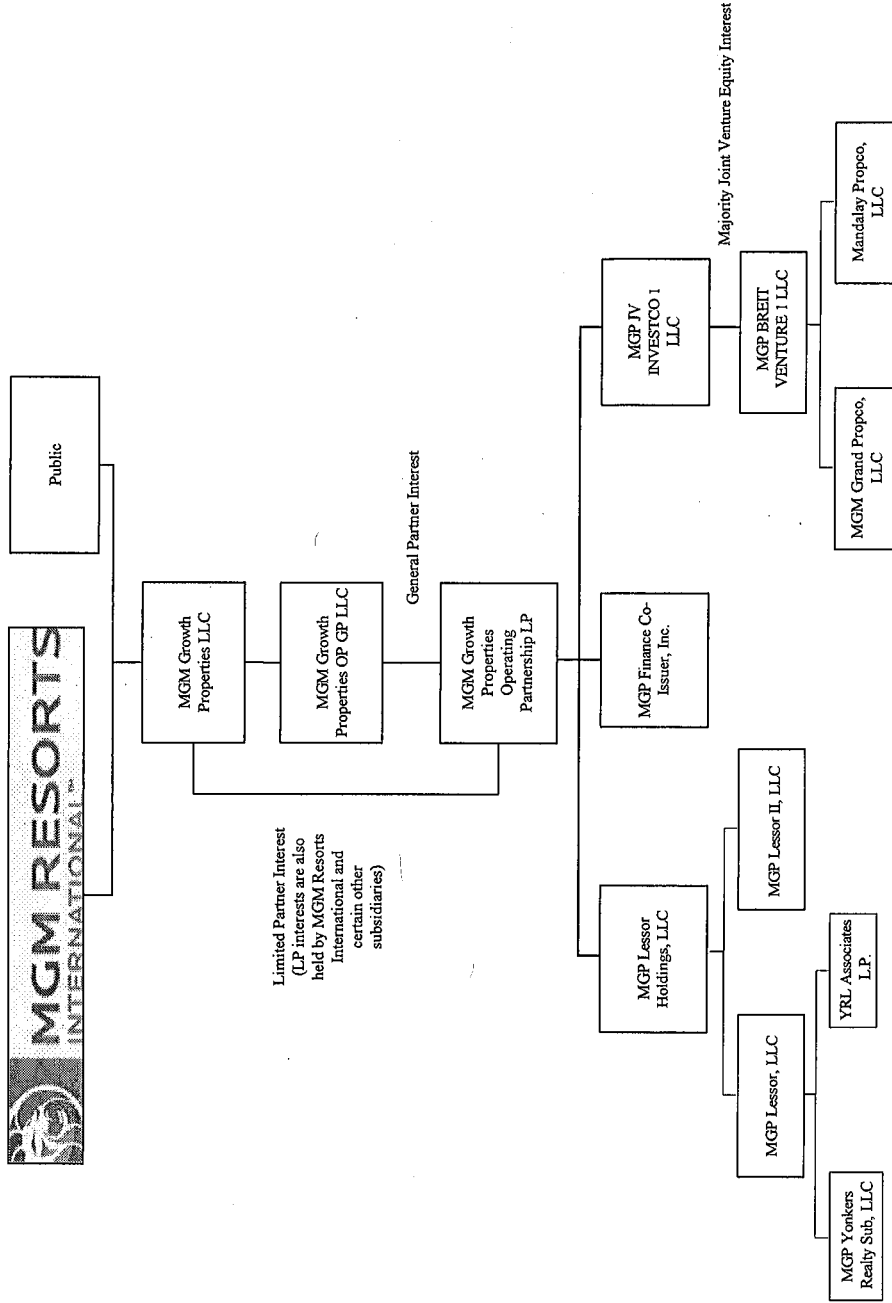 MGM RESORTS
INTERNATIONAL™
Public
MGM Growth
Properties LLC
MGM Growth
Properties OP GP LLC
General Partner Interest
Limited Partner Interest
(LP interests are also
held by MGM Resorts
International and
certain other
subsidiaries)
MGM Growth
Properties
Operating
Partnership LP
MGP Lessor
Holdings, LLC
MGP Finance Co-
Issuer, Inc.
MGP JV
INVESTCO 1
LLC
Majority Joint Venture Equity Interest
MGP Lessor, LLC
MGP Lessor II, LLC
MGP BREIT
VENTURE 1 LLC
MGP Yonkers
Realty Sub, LLC
YRL Associates
L.P.
MGM Grand Propco,
LLC
Mandalay Propco,
LLC